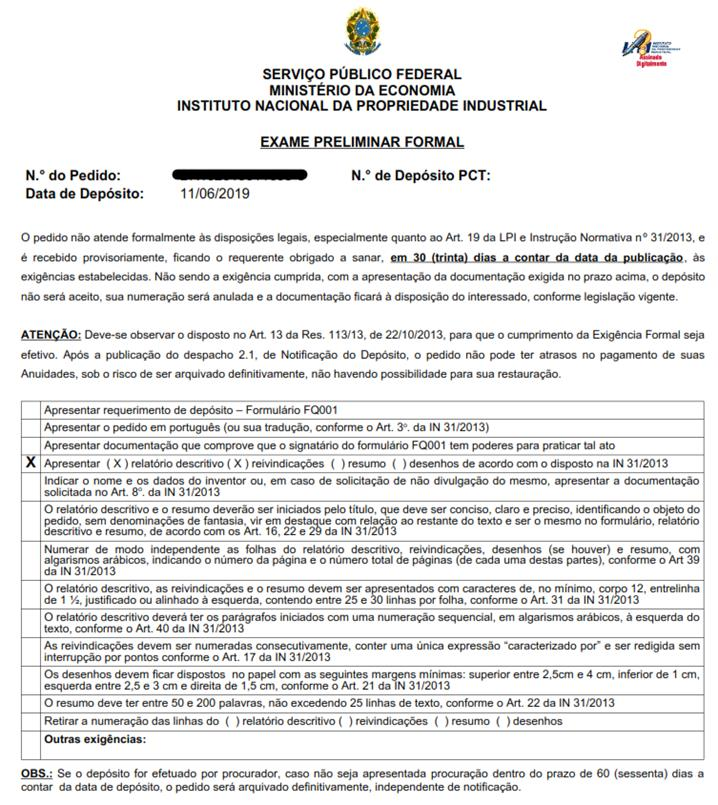 INSTITUTO
NACIONAL
DA PROPRIEDADE
INDUSTRIAL
Assinado
Digitalmente
SERVIÇO PÚBLICO FEDERAL
MINISTÉRIO DA ECONOMIA
INSTITUTO NACIONAL DA PROPRIEDADE INDUSTRIAL
EXAME PRELIMINAR FORMAL
N.° do Pedido: N.° de Depósito PCT:
Data de Depósito: 11/06/2019
O pedido não atende formalmente às disposições legais, especialmente quanto ao Art. 19 da LPI e Instrução Normativa nº 31/2013, e
é recebido provisoriamente, ficando o requerente obrigado a sanar, em 30 (trinta) dias a contar da data da publicação, às
exigências estabelecidas. Não sendo a exigência cumprida, com a apresentação da documentação exigida no prazo acima, o depósito
não será aceito, sua numeração será anulada e a documentação ficará à disposição do interessado, conforme legislação vigente.
ATENÇÃO: Deve-se observar o disposto no Art. 13 da Res. 113/13, de 22/10/2013, para que o cumprimento da Exigência Formal seja
efetivo. Após a publicação do despacho 2.1, de Notificação do Depósito, o pedido não pode ter atrasos no pagamento de suas
Anuidades, sob o risco de ser arquivado definitivamente, não havendo possibilidade para sua restauração.
Apresentar requerimento de depósito – Formulário FQ001
Apresentar o pedido em português (ou sua tradução, conforme o Art. 3º. da IN 31/2013)
Apresentar documentação que comprove que o signatário do formulário FQ001 tem poderes para praticar tal ato
X Apresentar ( X ) relatório descritivo ( X ) reivindicações ( ) resumo ( ) desenhos de acordo com o disposto na IN 31/2013
Indicar o nome e os dados do inventor ou, em caso de solicitação de não divulgação do mesmo, apresentar a documentação
solicitada no Art. 8º. da IN 31/2013
O relatório descritivo e o resumo deverão ser iniciados pelo título, que deve ser conciso, claro e preciso, identificando o objeto do
pedido, sem denominações de fantasia, vir em destaque com relação ao restante do texto e ser o mesmo no formulário, relatório
descritivo e resumo, de acordo com os Art. 16, 22 e 29 da IN 31/2013
Numerar de modo independente as folhas do relatório descritivo, reivindicações, desenhos (se houver) e resumo, com
algarismos arábicos, indicando o número da página e o número total de páginas (de cada uma destas partes), conforme o Art 39
da IN 31/2013
O relatório descritivo, as reivindicações e o resumo devem ser apresentados com caracteres de, no mínimo, corpo 12, entrelinha
de 1 ½, justificado ou alinhado à esquerda, contendo entre 25 e 30 linhas por folha, conforme o Art. 31 da IN 31/2013
O relatório descritivo deverá ter os parágrafos iniciados com uma numeração sequencial, em algarismos arábicos, à esquerda do
texto, conforme o Art. 40 da IN 31/2013
As reivindicações devem ser numeradas consecutivamente, conter uma única expressão “caracterizado por” e ser redigida sem
interrupção por pontos conforme o Art. 17 da IN 31/2013
Os desenhos devem ficar dispostos no papel com as seguintes margens mínimas: superior entre 2,5cm e 4 cm, inferior de 1 cm,
esquerda entre 2,5 e 3 cm e direita de 1,5 cm, conforme o Art. 21 da IN 31/2013
O resumo deve ter entre 50 e 200 palavras, não excedendo 25 linhas de texto, conforme o Art. 22 da IN 31/2013
Retirar a numeração das linhas do ( ) relatório descritivo ( ) reivindicações ( ) resumo ( ) desenhos
Outras exigências:
OBS.: Se o depósito for efetuado por procurador, caso não seja apresentada procuração dentro do prazo de 60 (sessenta) dias a
contar da data de depósito, o pedido será arquivado definitivamente, independente de notificação.